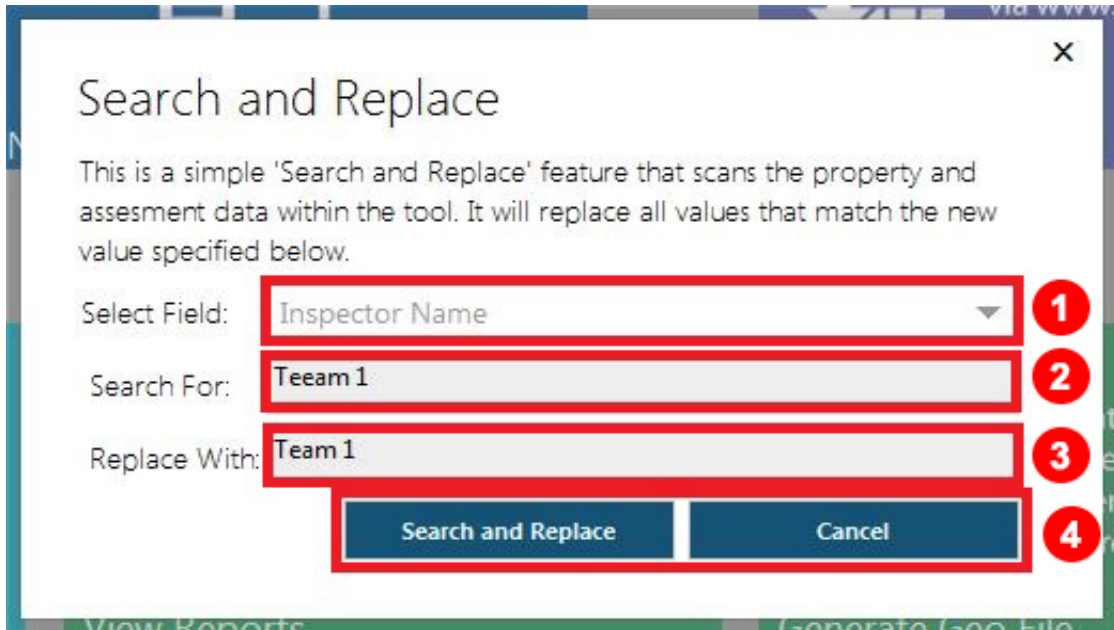 via www.
×
Search and Replace
This is a simple 'Search and Replace' feature that scans the property and
assesment data within the tool. It will replace all values that match the new
value specified below.
Select Field: Inspector Name 1
Search For: Teeam 1 2
Replace With: Team 1 3
Search and Replace Cancel 4
View Reports Generate Geo File